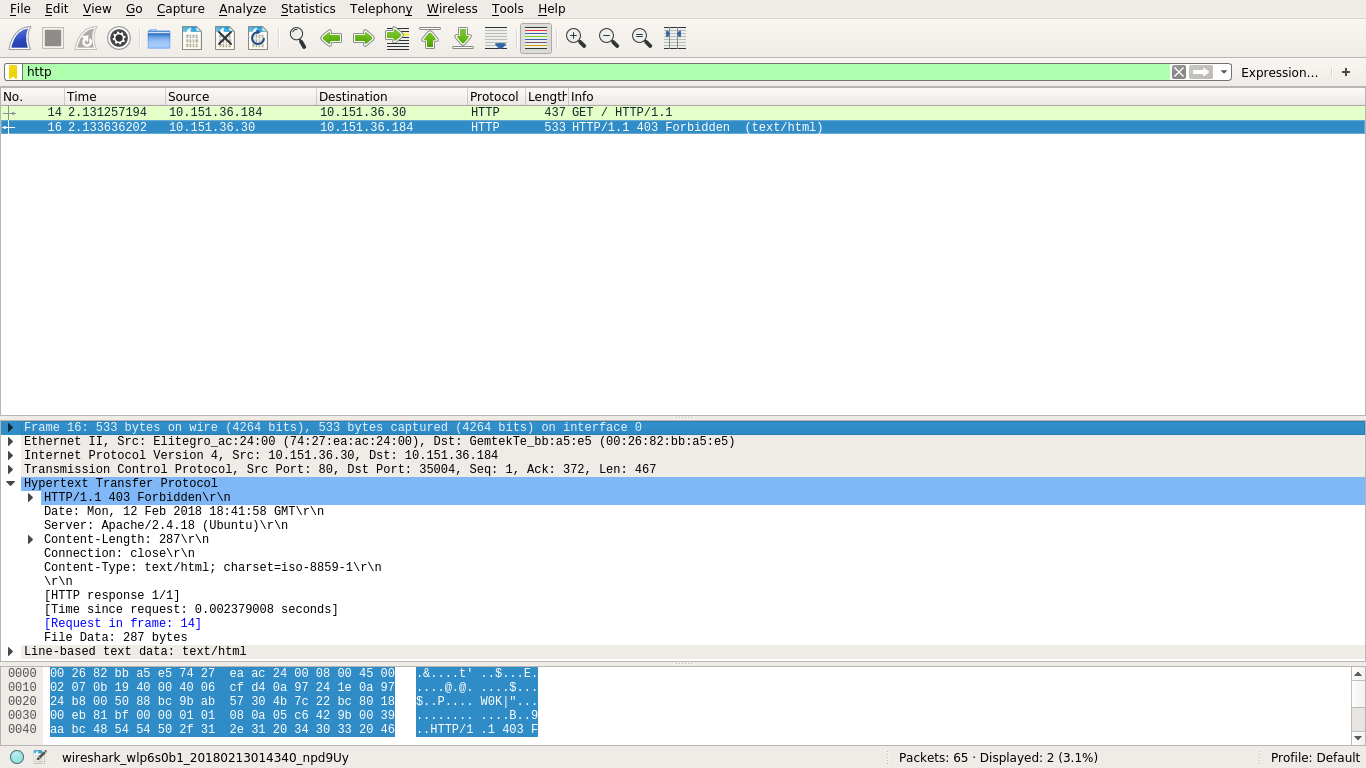 File Edit View Go Capture Analyze Statistics Telephony Wireless Tools Help
http Expression... +
No. Time Source Destination Protocol Length Info
14 2.131257194 10.151.36.184 10.151.36.30 HTTP 437 GET / HTTP/1.1
16 2.133636202 10.151.36.30 10.151.36.184 HTTP 533 HTTP/1.1 403 Forbidden (text/html)
Frame 16: 533 bytes on wire (4264 bits), 533 bytes captured (4264 bits) on interface 0
Ethernet II, Src: Elitegro_ac:24:00 (74:27:ea:ac:24:00), Dst: GemtekTe_bb:a5:e5 (00:26:82:bb:a5:e5)
Internet Protocol Version 4, Src: 10.151.36.30, Dst: 10.151.36.184
Transmission Control Protocol, Src Port: 80, Dst Port: 35004, Seq: 1, Ack: 372, Len: 467
Hypertext Transfer Protocol
HTTP/1.1 403 Forbidden\r\n
Date: Mon, 12 Feb 2018 18:41:58 GMT\r\n
Server: Apache/2.4.18 (Ubuntu)\r\n
Content-Length: 287\r\n
Connection: close\r\n
Content-Type: text/html; charset=iso-8859-1\r\n
\r\n
[HTTP response 1/1]
[Time since request: 0.002379008 seconds]
[Request in frame: 14]
File Data: 287 bytes
Line-based text data: text/html
0000 00 26 82 bb a5 e5 74 27 ea ac 24 00 08 00 45 00 .&....t' ..$...E.
0010 02 07 0b 19 40 00 40 06 cf d4 0a 97 24 1e 0a 97 ....@.@. ....$...
0020 24 b8 00 50 88 bc 9b ab 57 30 4b 7c 22 bc 80 18 $..P.... W0K|"...
0030 00 eb 81 bf 00 00 01 01 08 0a 05 c6 42 9b 00 39 ........ ....B..9
0040 aa bc 48 54 54 50 2f 31 2e 31 20 34 30 33 20 46 ..HTTP/1 .1 403 F
wireshark_wlp6s0b1_20180213014340_npd9Uy Packets: 65 · Displayed: 2 (3.1%) Profile: Default